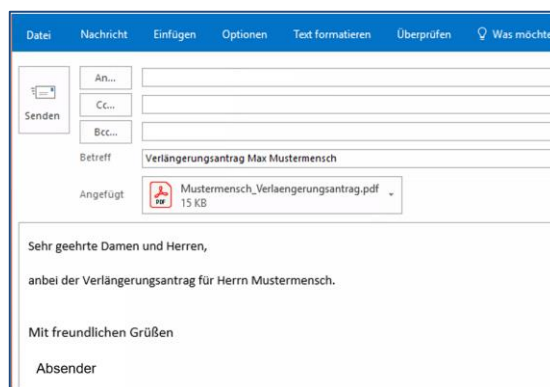 Datei Nachricht Einfügen Optionen Text formatieren Überprüfen Was möchte
An...
Senden
Cc...
Bcc...
Betreff Verlängerungsantrag Max Mustermensch
Angefügt PDF Mustermensch_Verlaengerungsantrag.pdf
15 KB
Sehr geehrte Damen und Herren,
anbei der Verlängerungsantrag für Herrn Mustermensch.
Mit freundlichen Grüßen
Absender